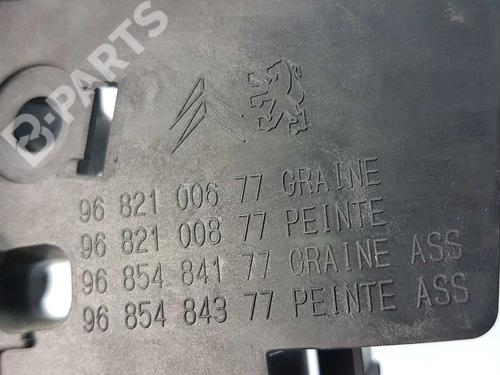 B-PARTS
96 821 006 77 GRAINE
96 821 008 77 PEINTE
96 854 841 77 GRAINE ASS
96 854 843 77 PEINTE ASS